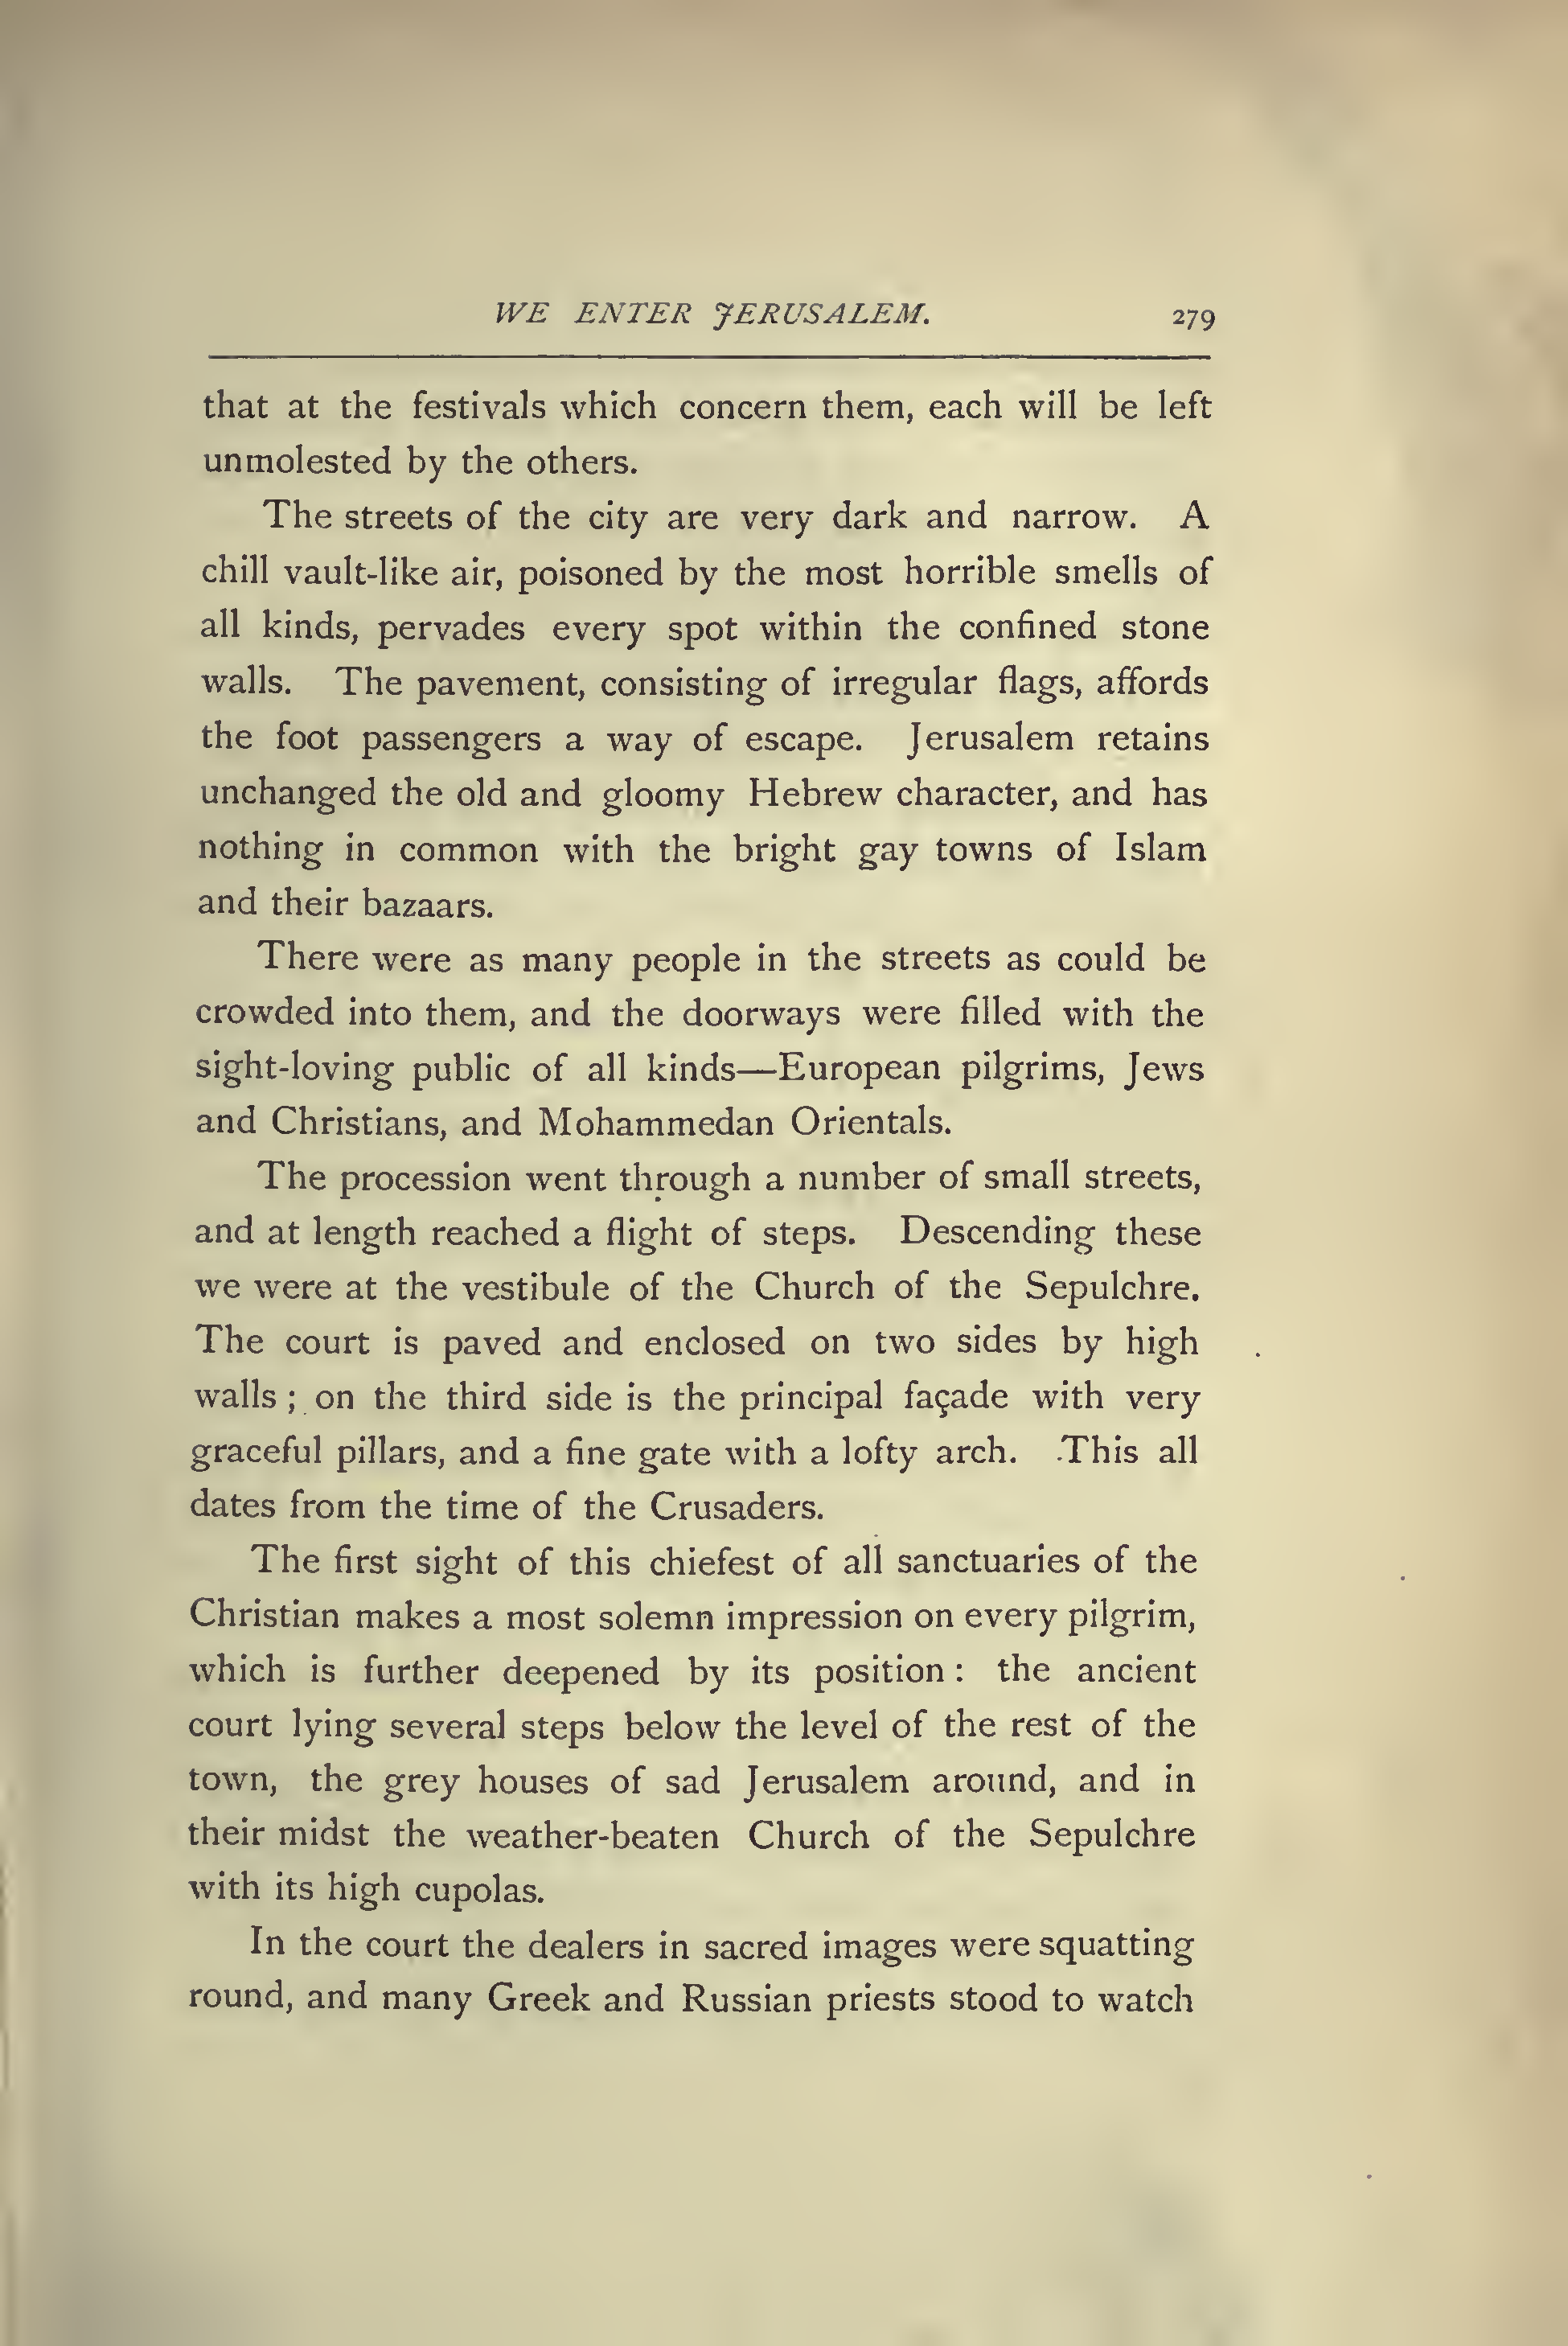 WE ENTER JERUSALEM. 279
that at the festivals which concern them, each will be left
unmolested by the others.
The streets of the city are very dark and narrow. A
chill vault-like air, poisoned by the most horrible smells of
all kinds, pervades every spot within the confined stone
walls. The pavement, consisting of irregular flags, affords
the foot passengers a way of escape. Jerusalem retains
unchanged the old and gloomy Hebrew character, and has
nothing in common with the bright gay towns of Islam
and their bazaars.
There were as many people in the streets as could be
crowded into them, and the doorways were filled with the
sight-loving public of all kinds—European pilgrims, Jews
and Christians, and Mohammedan Orientals.
The procession went through a number of small streets,
and at length reached a flight of steps. Descending these
we were at the vestibule of the Church of the Sepulchre.
The court is paved and enclosed on two sides by high
walls ; on the third side is the principal façade with very
graceful pillars, and a fine gate with a lofty arch. This all
dates from the time of the Crusaders.
The first sight of this chiefest of all sanctuaries of the
Christian makes a most solemn impression on every pilgrim,
which is further deepened by its position : the ancient
court lying several steps below the level of the rest of the
town, the grey houses of sad Jerusalem around, and in
their midst the weather-beaten Church of the Sepulchre
with its high cupolas.
In the court the dealers in sacred images were squatting
round, and many Greek and Russian priests stood to watch